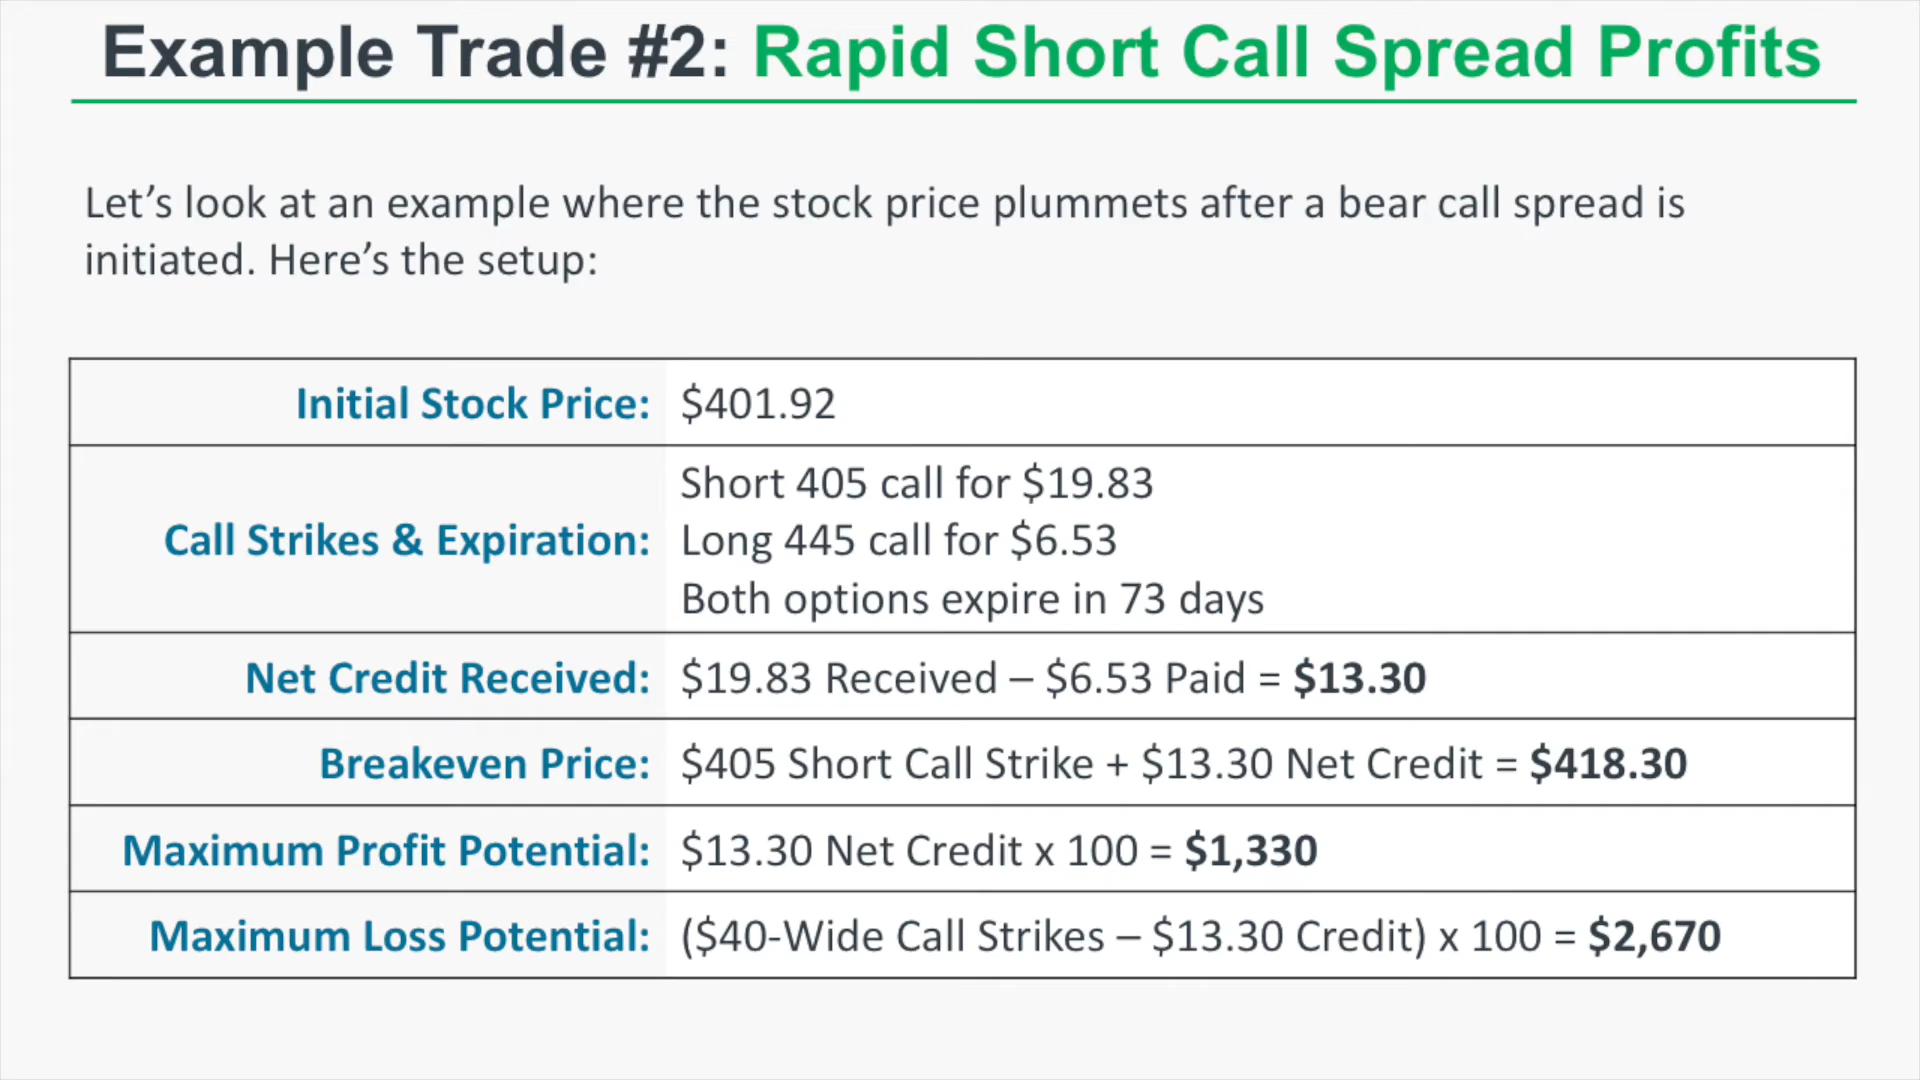 Example Trade #2: Rapid Short Call Spread Profits
Let’s look at an example where the stock price plummets after a bear call spread is
initiated. Here’s the setup:
Initial Stock Price: $401.92
Call Strikes & Expiration: Short 405 call for $19.83
Long 445 call for $6.53
Both options expire in 73 days
Net Credit Received: $19.83 Received – $6.53 Paid = $13.30
Breakeven Price: $405 Short Call Strike + $13.30 Net Credit = $418.30
Maximum Profit Potential: $13.30 Net Credit x 100 = $1,330
Maximum Loss Potential: ($40-Wide Call Strikes – $13.30 Credit) x 100 = $2,670